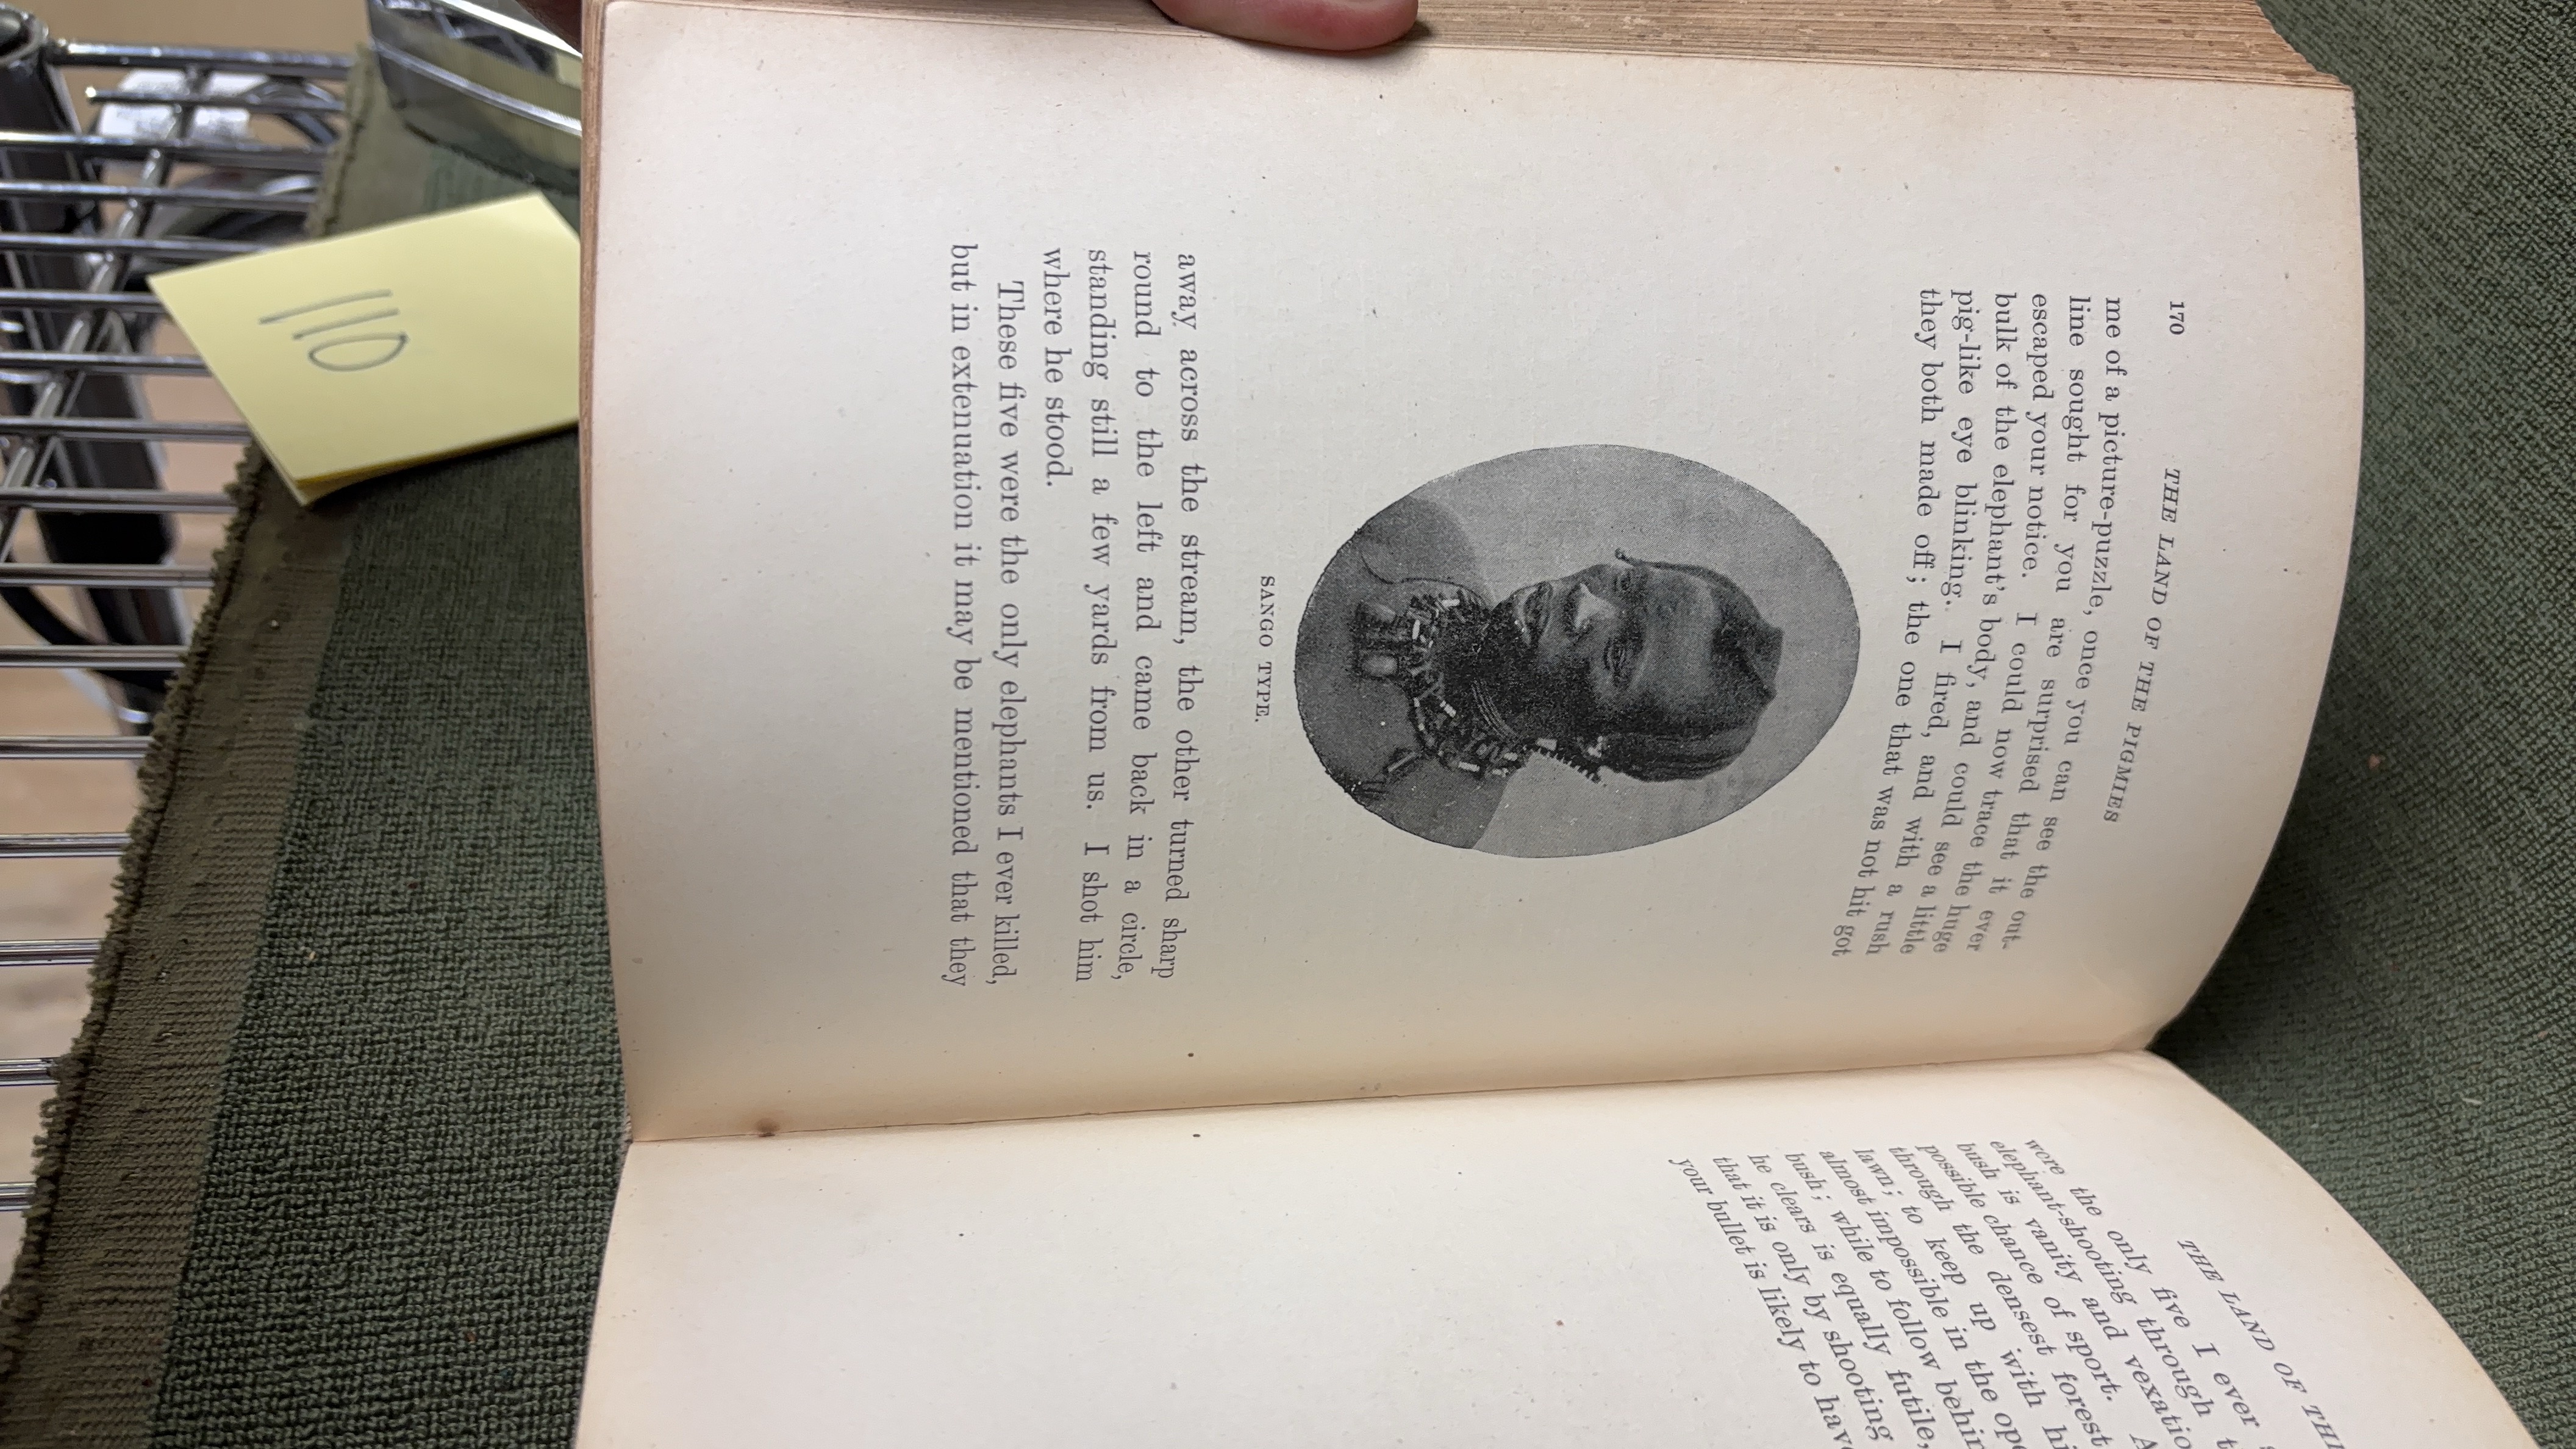 170 THE LAND OF THE PIGMIES
me of a picture-puzzle, once you can see the out-
line sought for you are surprised that it ever
escaped your notice. I could now trace the huge
bulk of the elephant's body, and could see a little
pig-like eye blinking. I fired, and with a rush
they both made off; the one that was not hit got
SANGO TYPE.
away across the stream, the other turned sharp
round to the left and came back in a circle,
standing still a few yards from us. I shot him
where he stood.
These five were the only elephants I ever killed,
but in extenuation it may be mentioned that they
THE LAND OF
were the only five I ever
elephant-shooting through
bush is vanity and
possible chance of sport.
through the densest forest
lawn; to keep up with
almost impossible in the
bush; while to follow
he clears is equally futile,
that it is only by shooting
your bullet is likely to
110